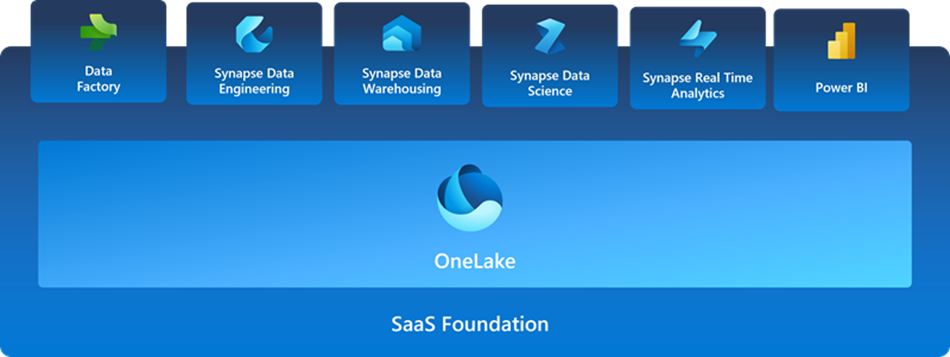 Data
Factory
Synapse Data
Engineering
Synapse Data
Warehousing
Synapse Data
Science
Synapse Real Time
Analytics
Power BI
OneLake
SaaS Foundation